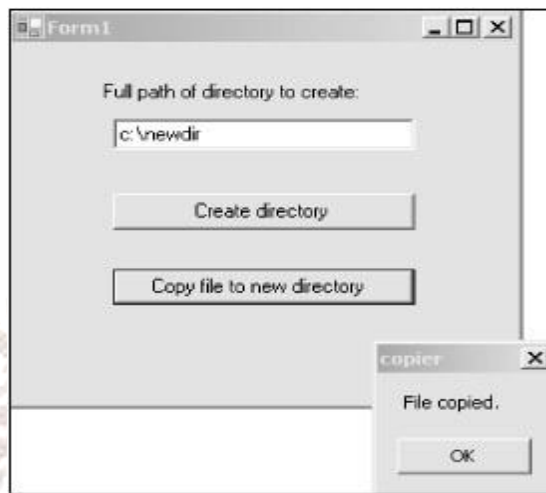 Form1
Full path of directory to create:
c:\newdir
Create directory
Copy file to new directory
copier
File copied.
OK